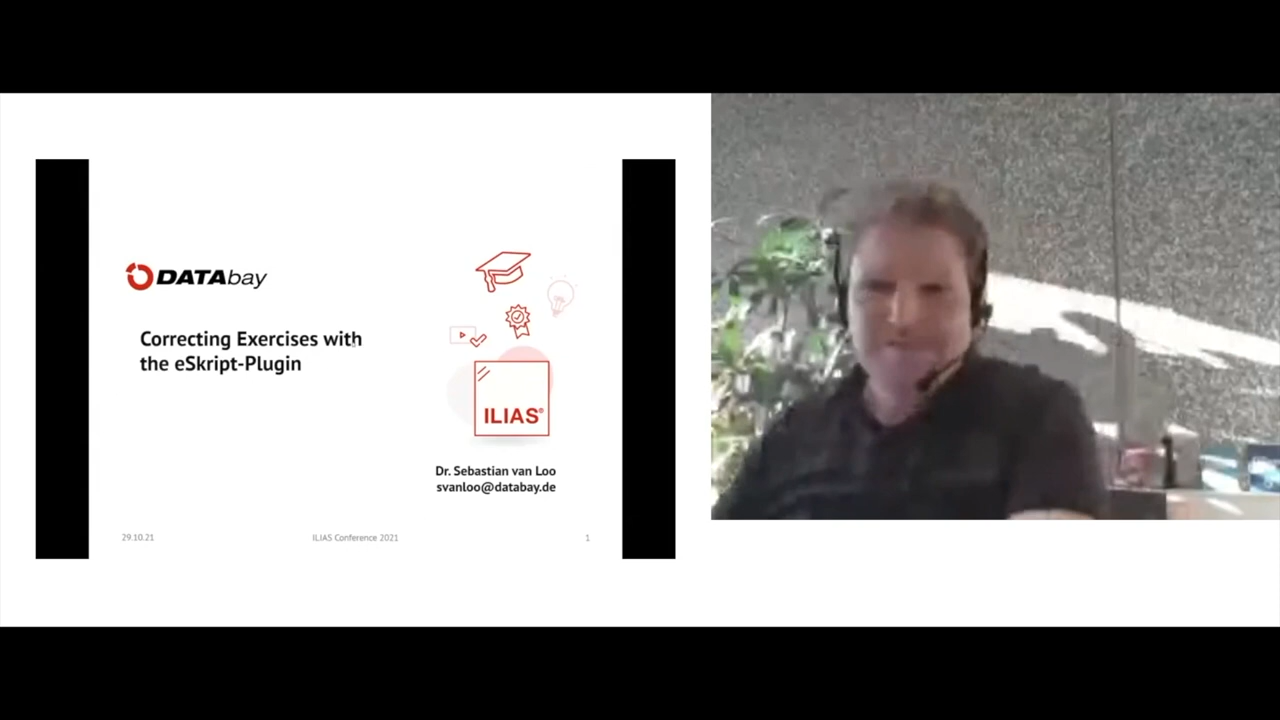 DATAbay
Correcting Exercises with
the eSkript-Plugin
ILIAS®
Dr. Sebastian van Loo
svanloo@databay.de
29.10.21
ILIAS Conference 2021
1